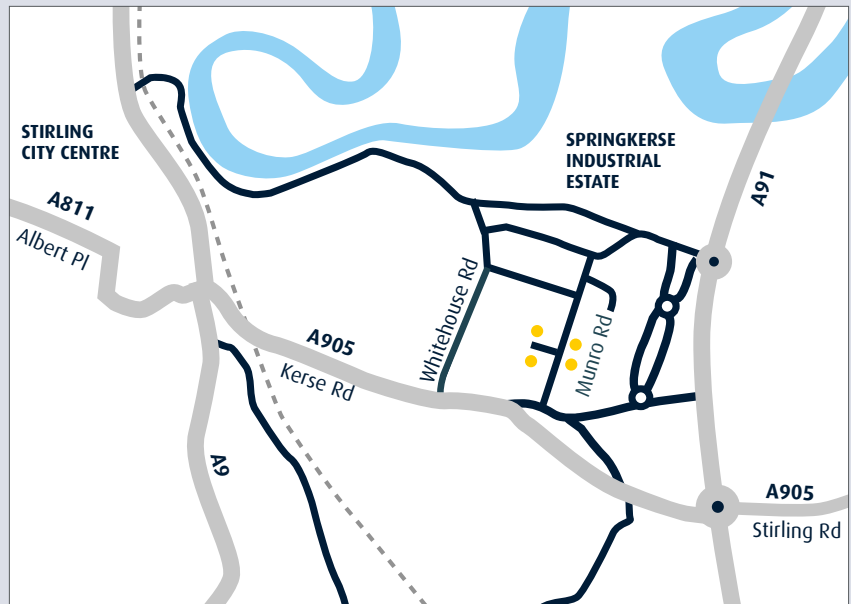 STIRLING
CITY CENTRE
SPRINGKERSE
INDUSTRIAL
ESTATE
A91
A811
Albert Pl
Whitehouse Rd
A905
Kerse Rd
Munro Rd
A9
A905
Stirling Rd